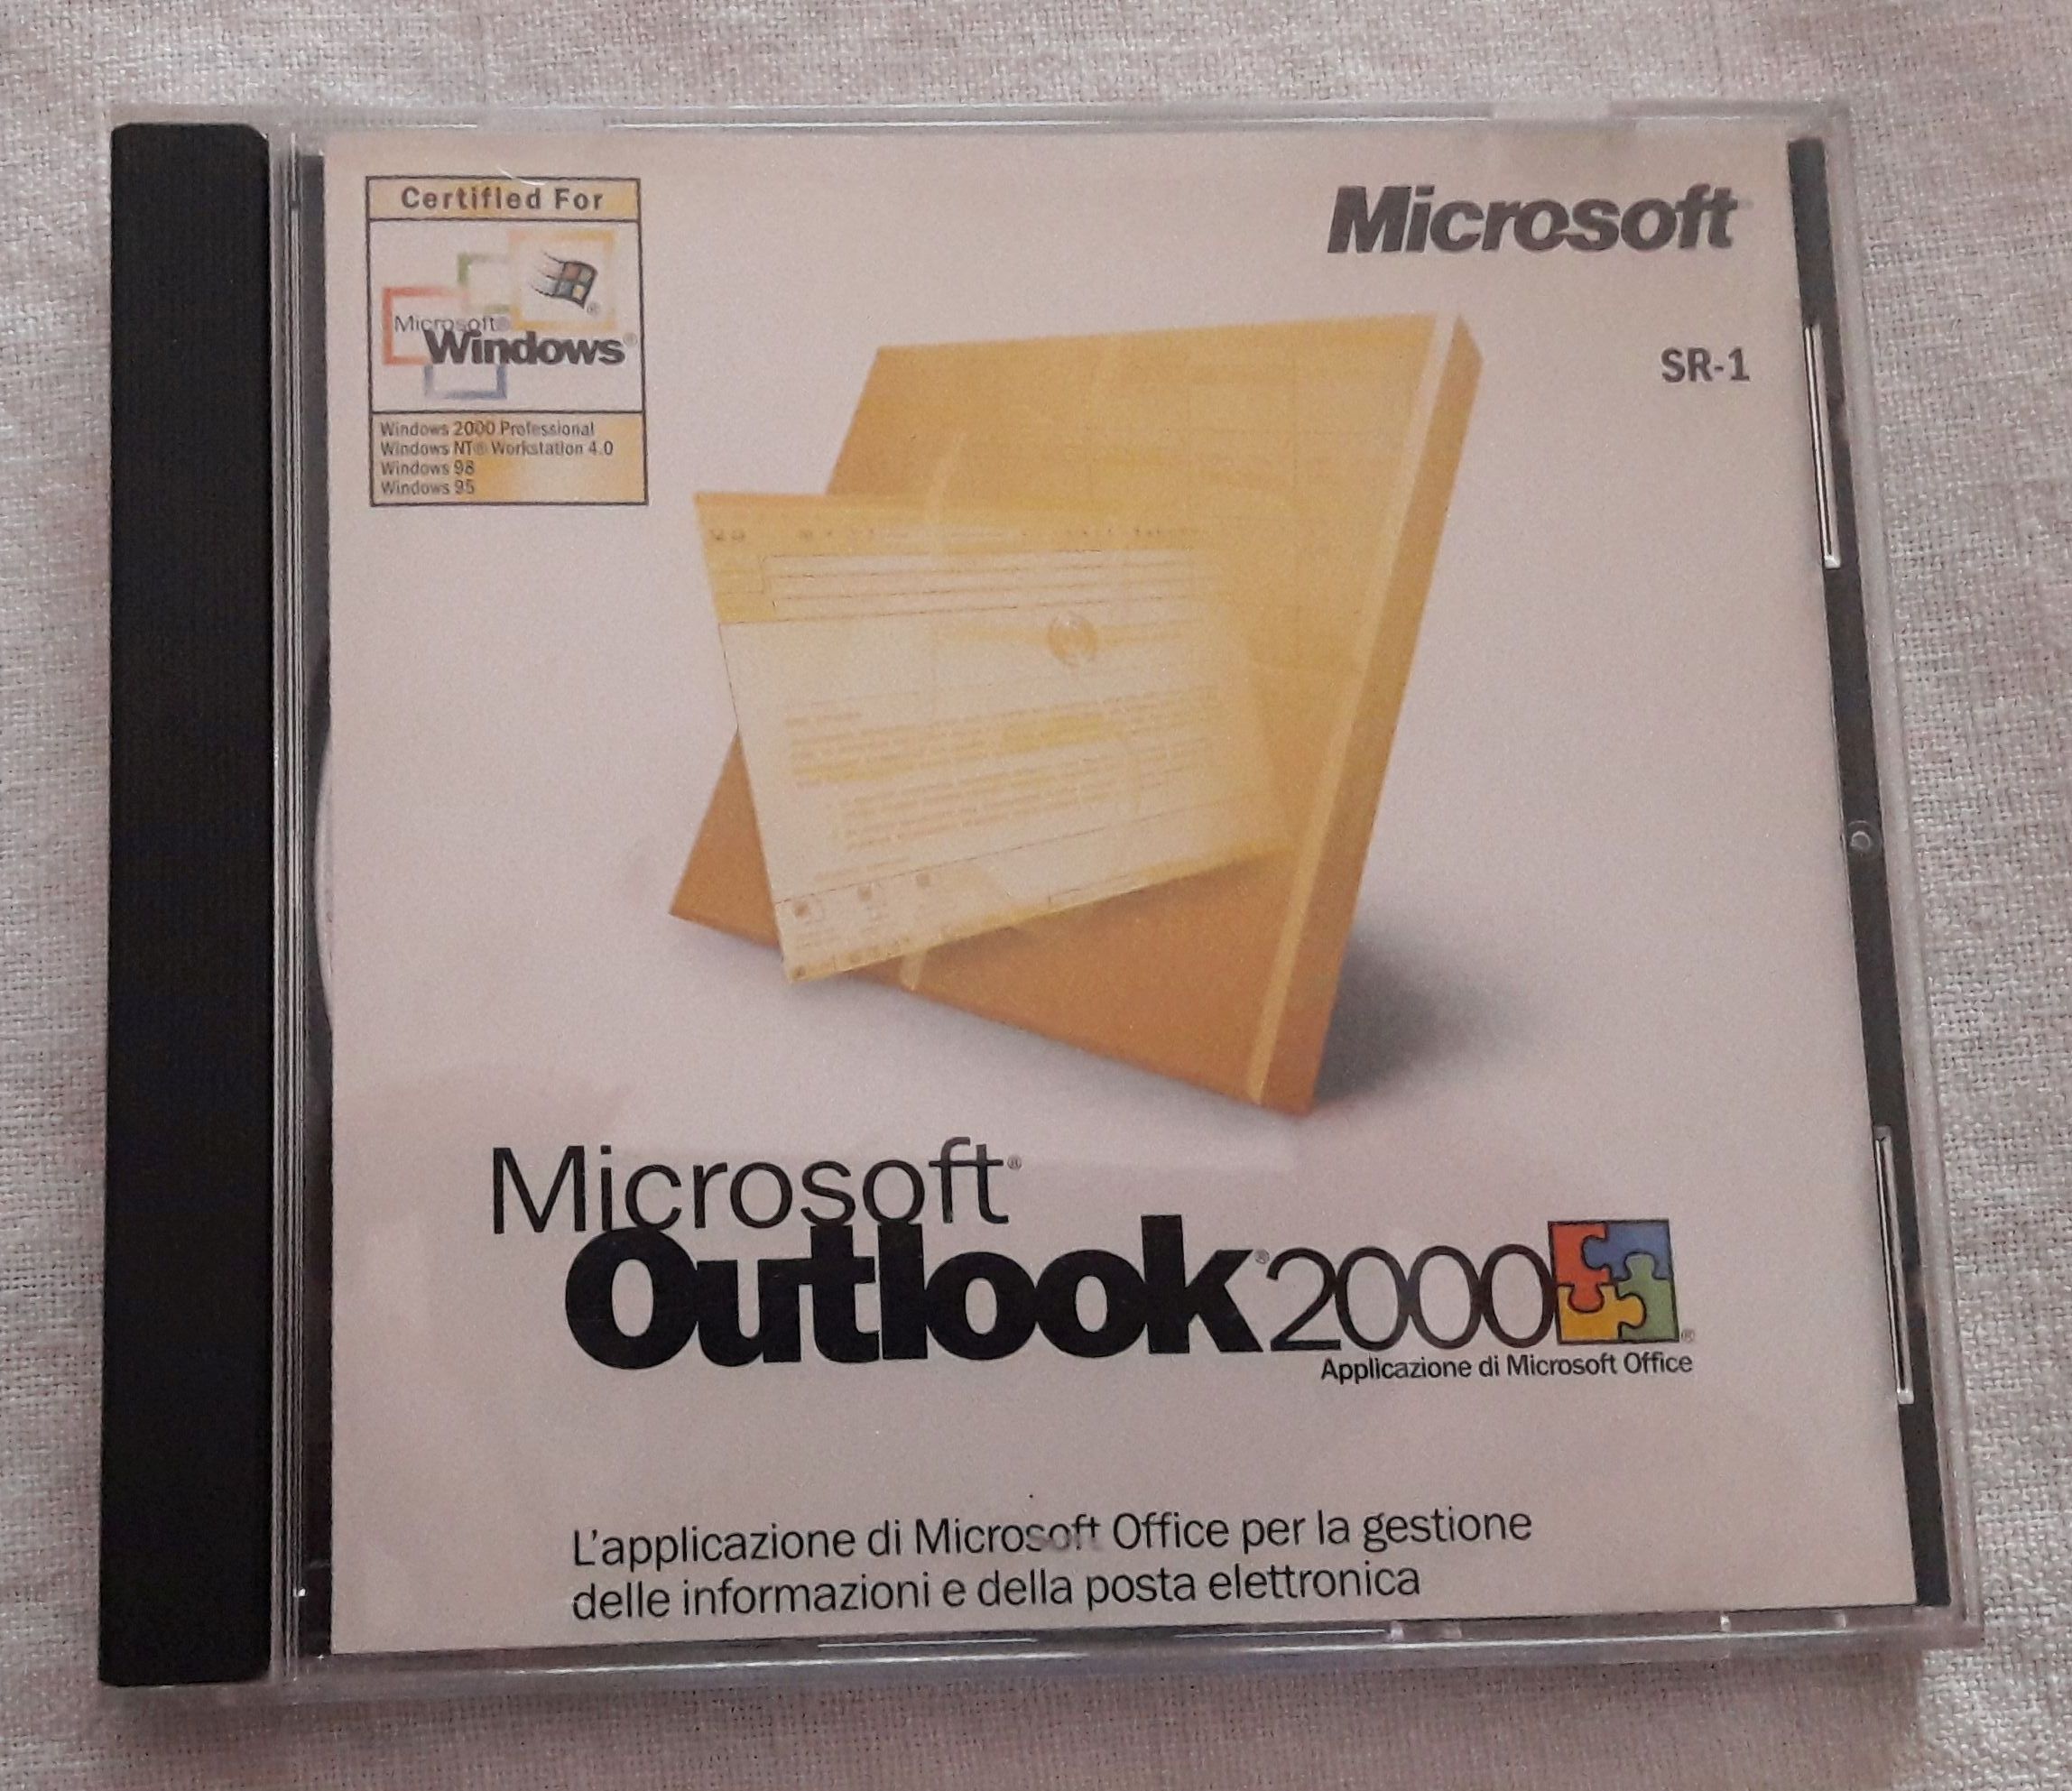 Certified For
Microsoft®
Windows®
Windows 2000 Professional
Windows NT® Workstation 4.0
Windows 98
Windows 95
Microsoft
SR-1
Microsoft®
Outlook®2000
Applicazione di Microsoft Office
L'applicazione di Microsoft Office per la gestione
delle informazioni e della posta elettronica